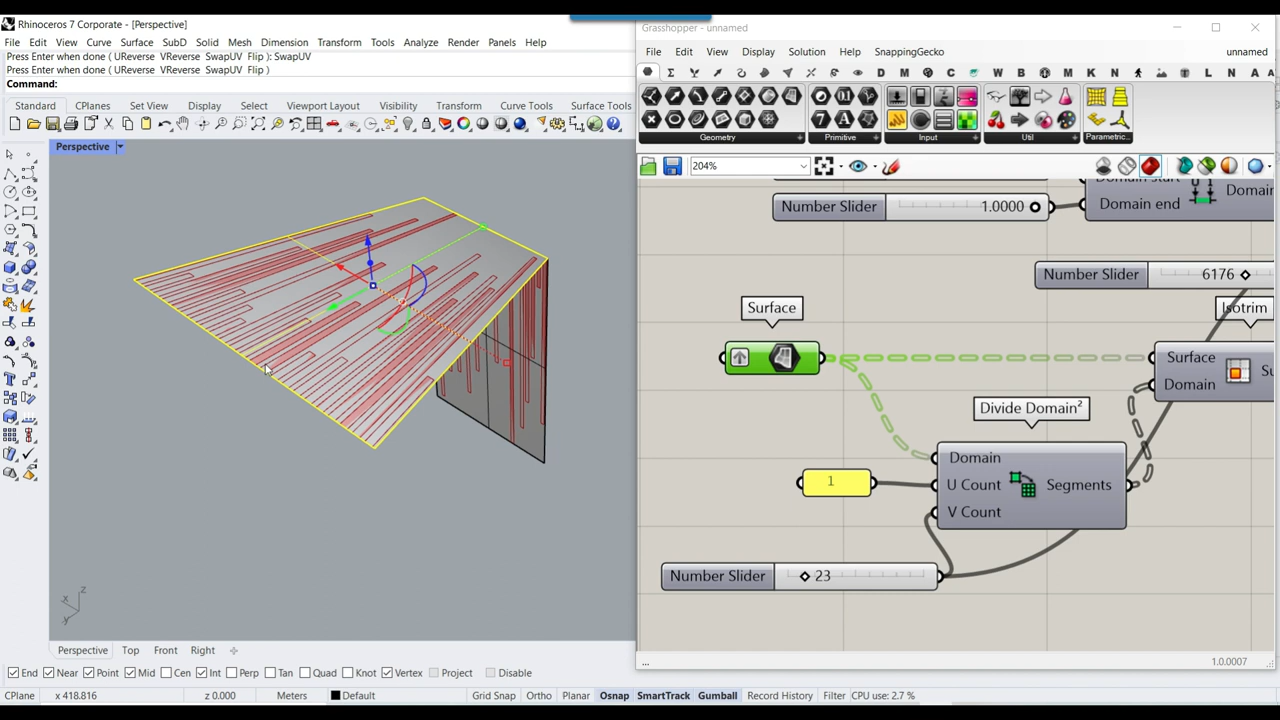 Rhinoceros 7 Corporate - [Perspective]
File Edit View Curve Surface SubD Solid Mesh Dimension Transform Tools Analyze Render Panels Help
Press Enter when done ( UReverse VReverse SwapUV Flip ): SwapUV
Press Enter when done ( UReverse VReverse SwapUV Flip )
Command:
Standard CPlanes Set View Display Select Viewport Layout Visibility Transform Curve Tools Surface Tools
Perspective
z
x
y
Perspective Top Front Right
End Near Point Mid Cen Int Perp Tan Quad Knot Vertex Project Disable
CPlane x 418.816 z 0.000 Meters Default Grid Snap Ortho Planar Osnap SmartTrack Gumball Record History Filter CPU use: 2.7 %
Grasshopper - unnamed
File Edit View Display Solution Help SnappingGecko unnamed
D M C W B M K N L N A A
Geometry Primitive Input Util Parametric..
204%
Domain start
Domain
Number Slider 1.0000 Domain end
Number Slider 6176
Surface
Isotrim
Surface
Domain
Su
Divide Domain²
Domain
1
U Count
Segments
V Count
Number Slider 23
...
1.0.0007